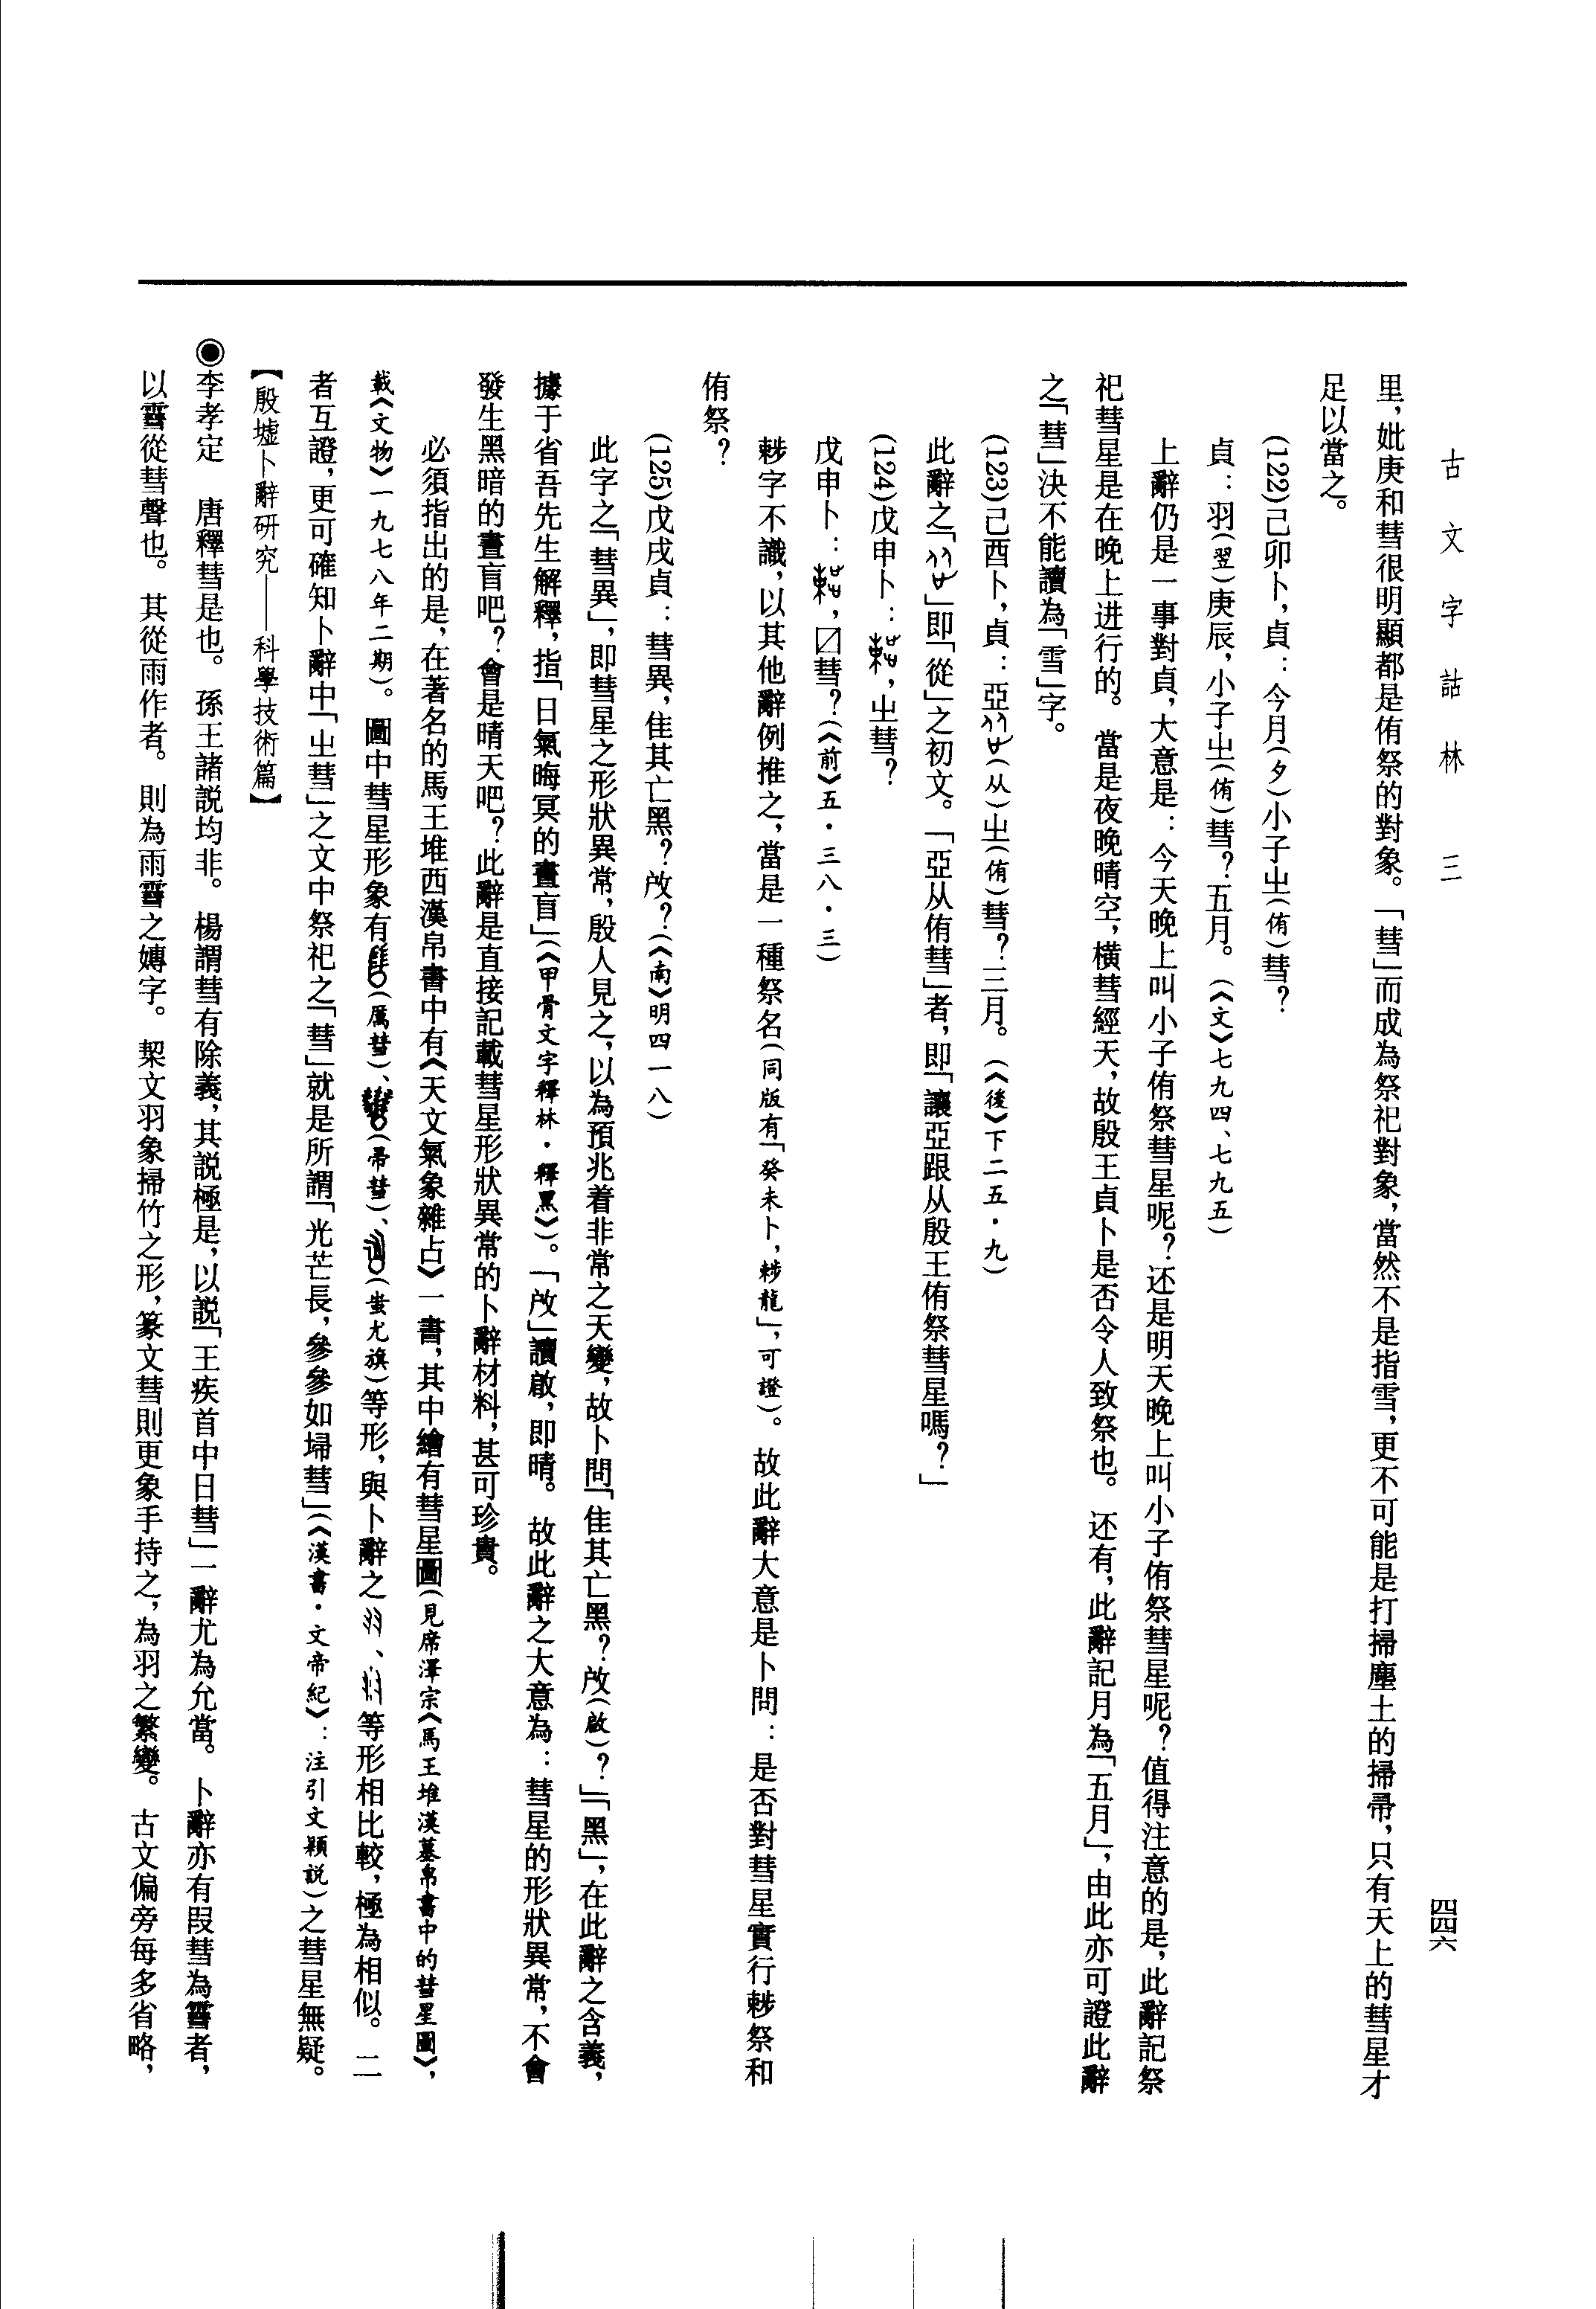 古文字詁林 三
四四六
里，妣庚和彗很明顯都是侑祭的對象。「彗」而成為祭祀對象，當然不是指雪，更不可能是打掃塵土的掃帚，只有天上的彗星才
足以當之。
(122)己卯卜，貞：今月(夕)小子㞢(侑)彗？
貞：羽(翌)庚辰，小子㞢(侑)彗？五月。(《文》七九四、七九五)
上辭仍是一事對貞，大意是：今天晚上叫小子侑祭彗星呢？还是明天晚上叫小子侑祭彗星呢？值得注意的是，此辭記祭
祀彗星是在晚上进行的。當是夜晚晴空，橫彗經天，故殷王貞卜是否令人致祭也。还有，此辭記月為「五月」，由此亦可證此辭
之「彗」決不能讀為「雪」字。
(123)己酉卜，貞：亞(从)㞢(侑)彗？三月。(《後》下二五·九)
此辭之「」即「從」之初文。「亞从侑彗」者，即「讓亞跟从殷王侑祭彗星嗎？」
(124)戊申卜：，㞢彗？
戊申卜：，〼彗？(《前》五·三八·三)
字不識，以其他辭例推之，當是一種祭名(同版有「癸未卜，龍」，可證)。故此辭大意是卜問：是否對彗星實行祭和
侑祭？
(125)戊戌貞：彗異，隹其亡黑？攺？(《南》明四一八)
此字之「彗異」，即彗星之形狀異常，殷人見之，以為預兆着非常之天變，故卜問「隹其亡黑？攺(啟)？」「黑」，在此辭之含義，
據于省吾先生解釋，指「日氣晦冥的晝盲」(《甲骨文字釋林·釋黑》)。「攺」讀啟，即晴。故此辭之大意為：彗星的形狀異常，不會
發生黑暗的晝盲吧？會是晴天吧？此辭是直接記載彗星形狀異常的卜辭材料，甚可珍貴。
必須指出的是，在著名的馬王堆西漢帛書中有《天文氣象雜占》一書，其中繪有彗星圖(見席澤宗《馬王堆漢墓帛書中的彗星圖》，
載《文物》一九七八年二期)。圖中彗星形象有(厲彗)、(帚彗)、(蚩尤旗)等形，與卜辭之、等形相比較，極為相似。二
者互證，更可確知卜辭中「㞢彗」之文中祭祀之「彗」就是所謂「光芒長，參參如埽彗」(《漢書·文帝紀》：注引文穎説)之彗星無疑。
【殷墟卜辭研究——科學技術篇】
◉李孝定　唐釋彗是也。孫王諸説均非。楊謂彗有除義，其説極是，以説「王疾首中日彗」一辭尤為允當。卜辭亦有叚彗為䨮者，
以䨮從彗聲也。其從雨作者。則為雨䨮之嫥字。栔文羽象掃竹之形，篆文彗則更象手持之，為羽之繁變。古文偏旁每多省略，